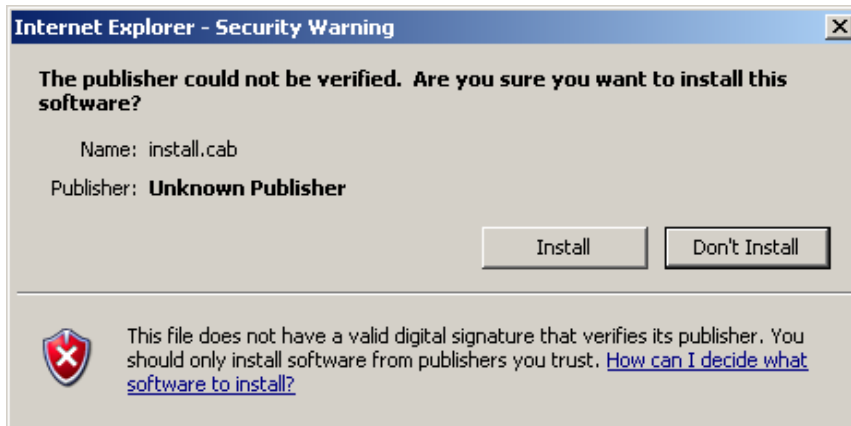 Internet Explorer - Security Warning
The publisher could not be verified.  Are you sure you want to install this
software?
Name: install.cab
Publisher: Unknown Publisher
Install
Don't Install
This file does not have a valid digital signature that verifies its publisher. You
should only install software from publishers you trust. How can I decide what
software to install?